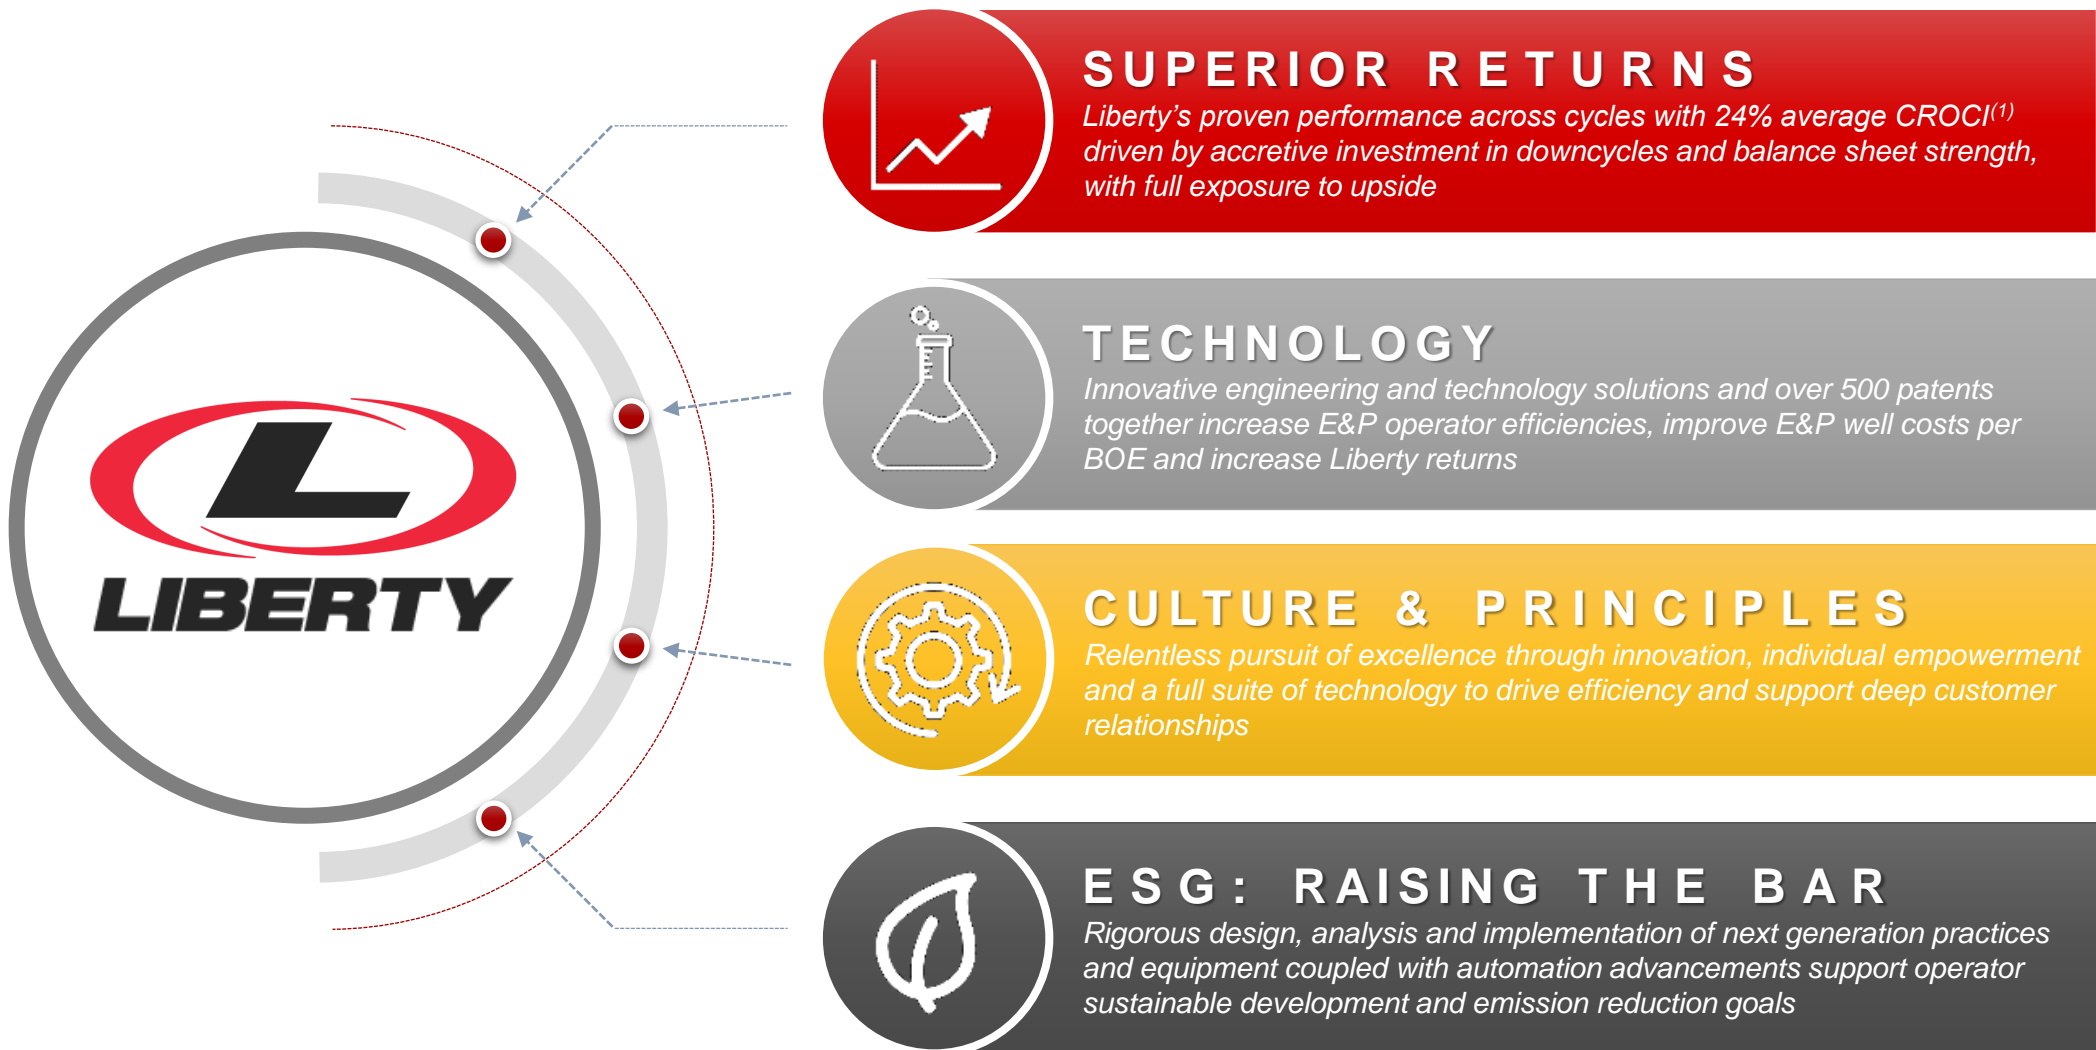 LIBERTY
SUPERIOR RETURNS
Liberty's proven performance across cycles with 24% average CROCI(1)
driven by accretive investment in downcycles and balance sheet strength,
with full exposure to upside
TECHNOLOGY
Innovative engineering and technology solutions and over 500 patents
together increase E&P operator efficiencies, improve E&P well costs per
BOE and increase Liberty returns
CULTURE & PRINCIPLES
Relentless pursuit of excellence through innovation, individual empowerment
and a full suite of technology to drive efficiency and support deep customer
relationships
ESG: RAISING THE BAR
Rigorous design, analysis and implementation of next generation practices
and equipment coupled with automation advancements support operator
sustainable development and emission reduction goals